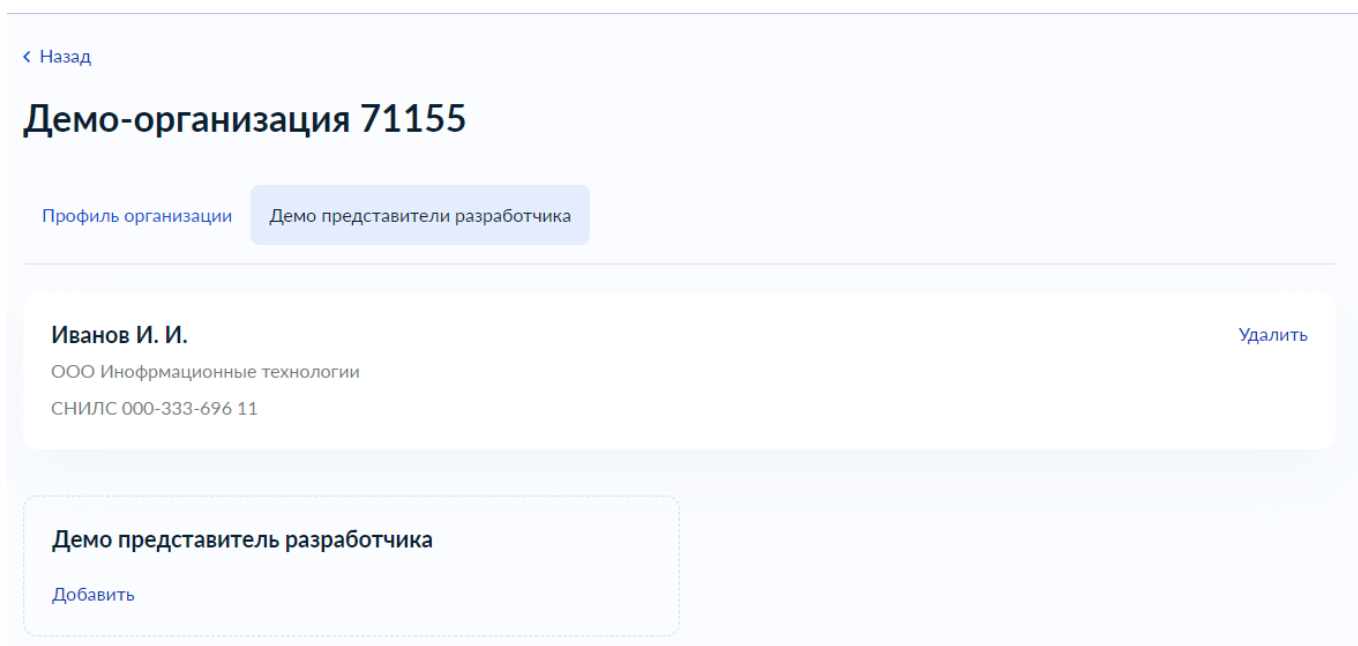 Назад
Демо-организация 71155
Профиль организации Демо представители разработчика
Иванов И. И. Удалить
ООО Инофрмационные технологии
СНИЛС 000-333-696 11
Демо представитель разработчика
Добавить